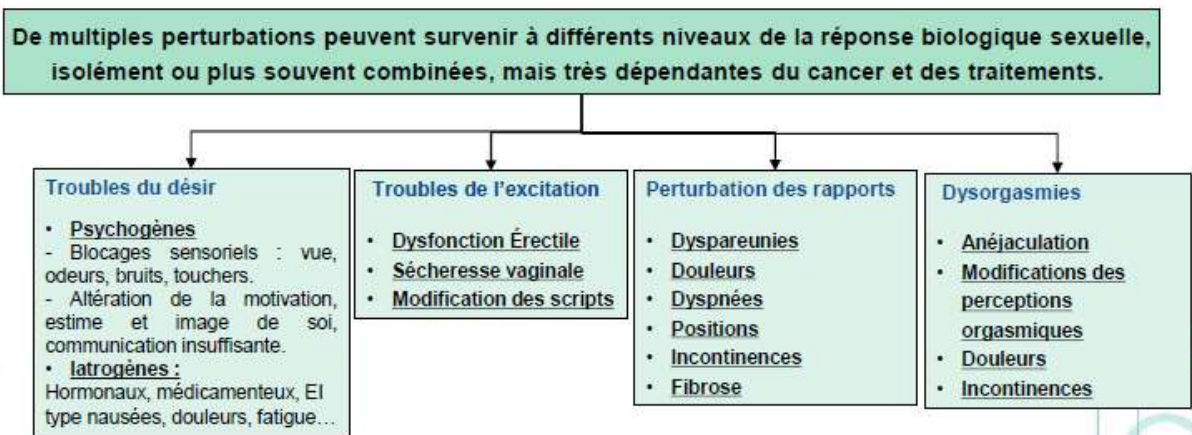 De multiples perturbations peuvent survenir à différents niveaux de la réponse biologique sexuelle,
isolément ou plus souvent combinées, mais très dépendantes du cancer et des traitements.
Troubles du désir
• Psychogènes
- Blocages sensoriels : vue,
odeurs, bruits, touchers.
- Altération de la motivation,
estime et image de soi,
communication insuffisante.
• Iatrogènes :
Hormonaux, médicamenteux, EI
type nausées, douleurs, fatigue…
Troubles de l’excitation
• Dysfonction Érectile
• Sécheresse vaginale
• Modification des scripts
Perturbation des rapports
• Dyspareunies
• Douleurs
• Dyspnées
• Positions
• Incontinences
• Fibrose
Dysorgasmies
• Anéjaculation
• Modifications des
perceptions
orgasmiques
• Douleurs
• Incontinences